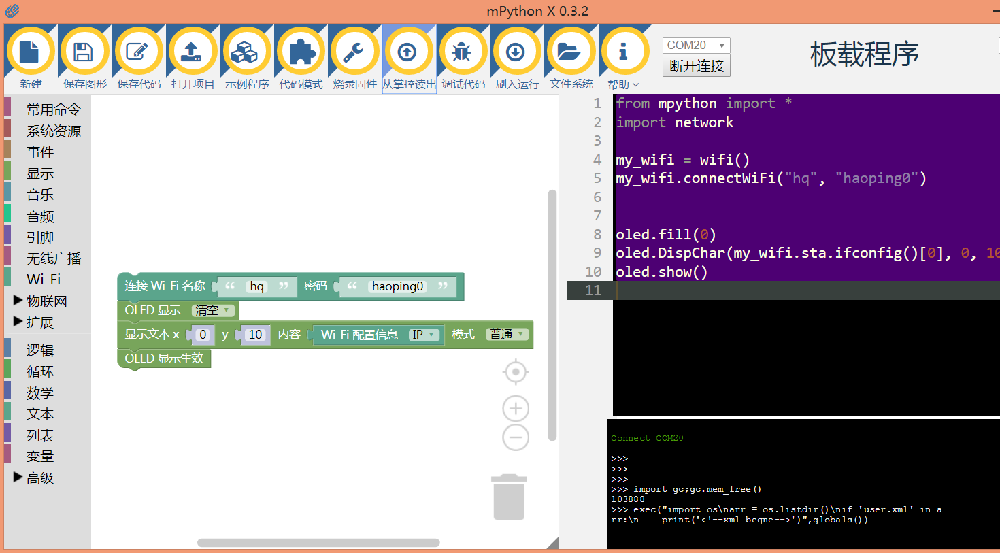 mPython X 0.3.2
新建
保存图形
保存代码
打开项目
示例程序
代码模式
烧录固件
从掌控读出
调试代码
刷入运行
文件系统
帮助
COM20
断开连接
板载程序
常用命令
系统资源
事件
显示
音乐
音频
引脚
无线广播
Wi-Fi
物联网
扩展
逻辑
循环
数学
文本
列表
变量
高级
连接 Wi-Fi 名称 “ hq ” 密码 “ haoping0 ”
OLED 显示 清空
显示文本 x 0 y 10 内容 Wi-Fi 配置信息 IP 模式 普通
OLED 显示生效
1 from mpython import *
2 import network
3
4 my_wifi = wifi()
5 my_wifi.connectWiFi("hq", "haoping0")
6
7
8 oled.fill(0)
9 oled.DispChar(my_wifi.sta.ifconfig()[0], 0, 10
10 oled.show()
11
Connect COM20
>>>
>>>
>>>
>>> import gc;gc.mem_free()
103888
>>> exec("import os\narr = os.listdir()\nif 'user.xml' in a
rr:\n    print('<!--xml begne-->')",globals())